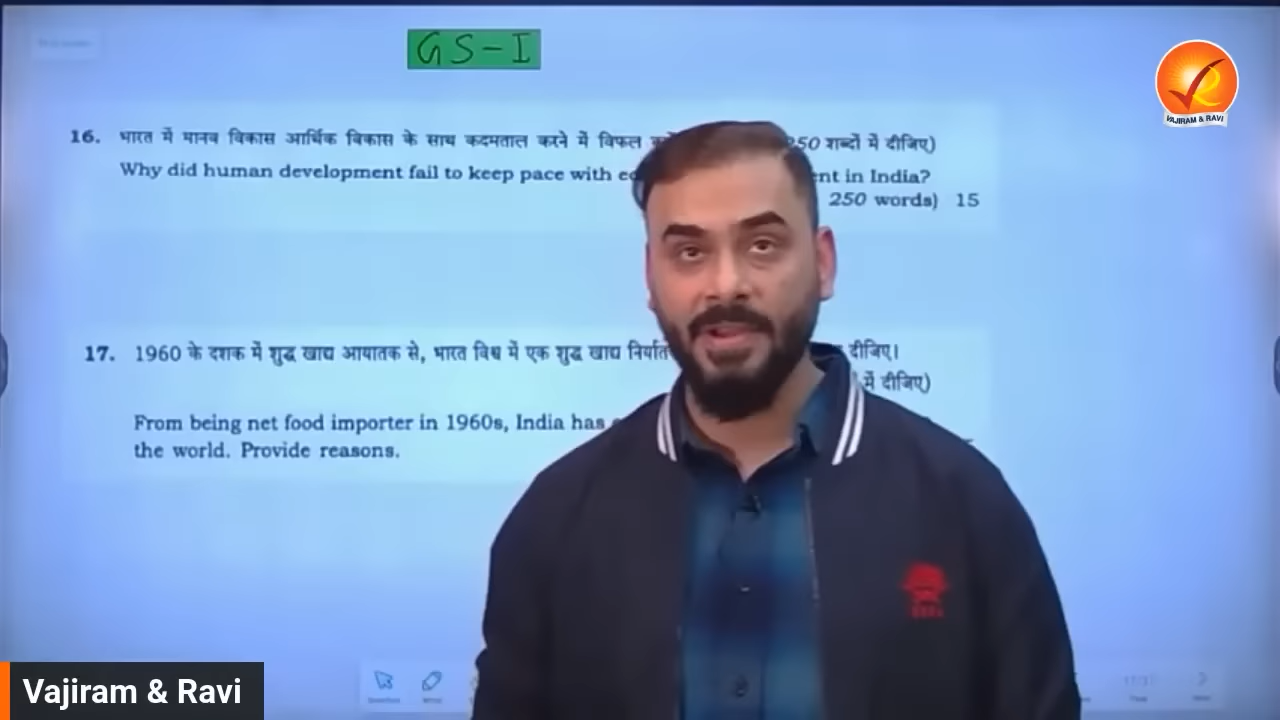 GS-I
VAJIRAM & RAVI
16. भारत में मानव विकास आर्थिक विकास के साथ कदमताल करने में विफल 250 शब्दों में दीजिए)
Why did human development fail to keep pace with ec nt in India?
250 words) 15
17. 1960 के दशक में शुद्ध खाद्य आयातक से, भारत विश्व में एक शुद्ध खाद्य निर्यात दीजिए।
में दीजिए)
From being net food importer in 1960s, India has
the world. Provide reasons.
Vajiram & Ravi